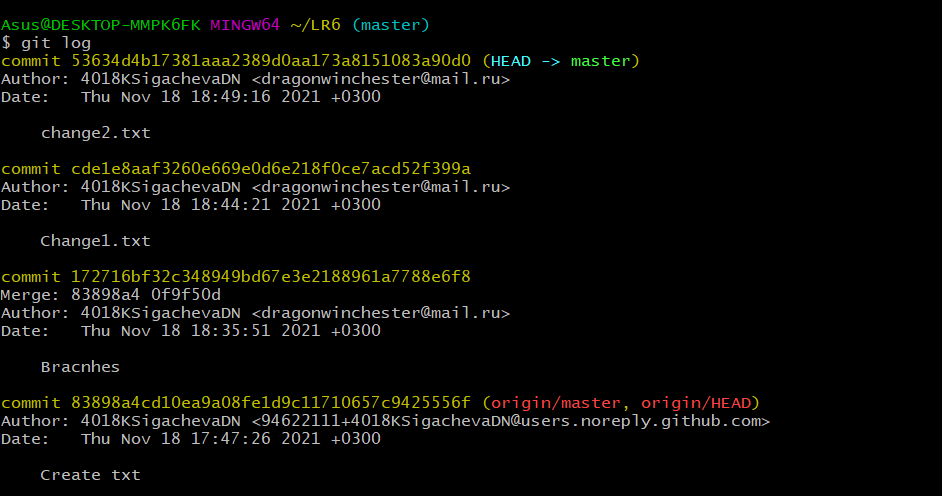 Asus@DESKTOP-MMPK6FK MINGW64 ~/LR6 (master)
$ git log
commit 53634d4b17381aaa2389d0aa173a8151083a90d0 (HEAD -> master)
Author: 4018KSigachevaDN <dragonwinchester@mail.ru>
Date:   Thu Nov 18 18:49:16 2021 +0300

    change2.txt

commit cde1e8aaf3260e669e0d6e218f0ce7acd52f399a
Author: 4018KSigachevaDN <dragonwinchester@mail.ru>
Date:   Thu Nov 18 18:44:21 2021 +0300

    Change1.txt

commit 172716bf32c348949bd67e3e2188961a7788e6f8
Merge: 83898a4 0f9f50d
Author: 4018KSigachevaDN <dragonwinchester@mail.ru>
Date:   Thu Nov 18 18:35:51 2021 +0300

    Bracnhes

commit 83898a4cd10ea9a08fe1d9c11710657c9425556f (origin/master, origin/HEAD)
Author: 4018KSigachevaDN <94622111+4018KSigachevaDN@users.noreply.github.com>
Date:   Thu Nov 18 17:47:26 2021 +0300

    Create txt